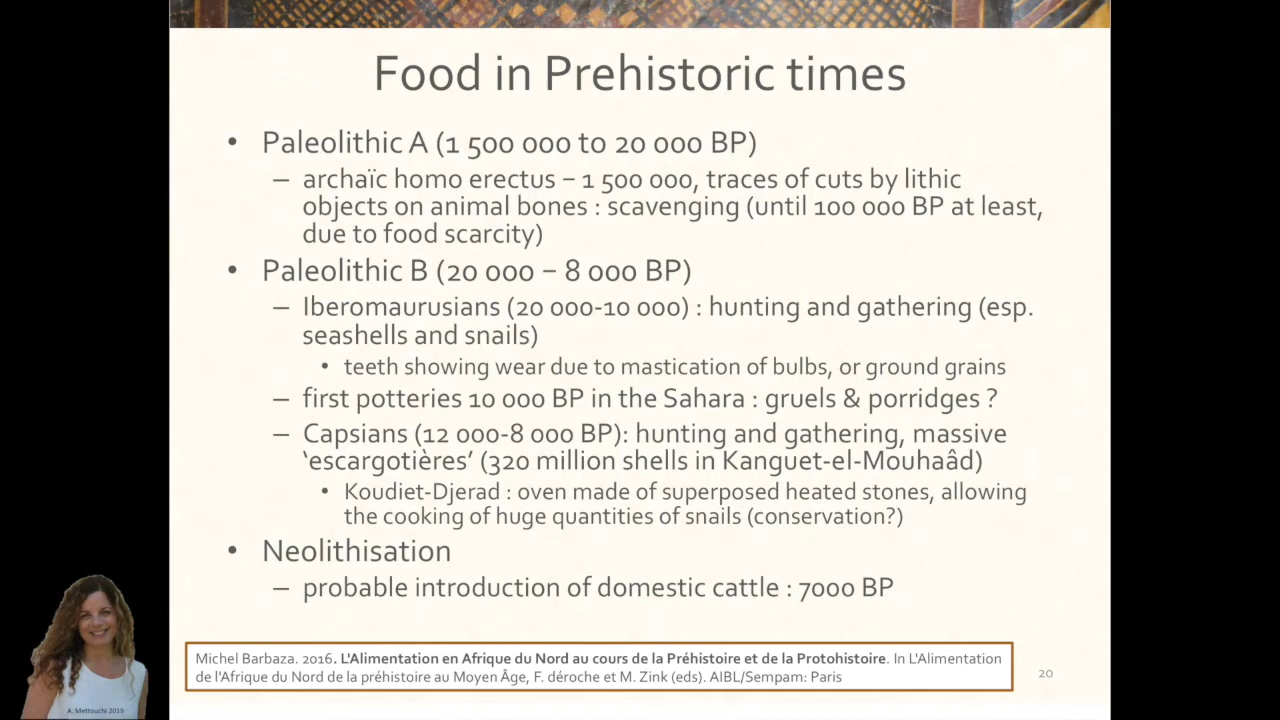 Food in Prehistoric times
• Paleolithic A (1 500 000 to 20 000 BP)
– archaïc homo erectus – 1 500 000, traces of cuts by lithic
objects on animal bones : scavenging (until 100 000 BP at least,
due to food scarcity)
• Paleolithic B (20 000 – 8 000 BP)
– Iberomaurusians (20 000-10 000) : hunting and gathering (esp.
seashells and snails)
• teeth showing wear due to mastication of bulbs, or ground grains
– first potteries 10 000 BP in the Sahara : gruels & porridges ?
– Capsians (12 000-8 000 BP): hunting and gathering, massive
‘escargotières’ (320 million shells in Kanguet-el-Mouhaâd)
• Koudiet-Djerad : oven made of superposed heated stones, allowing
the cooking of huge quantities of snails (conservation?)
• Neolithisation
– probable introduction of domestic cattle : 7000 BP
Michel Barbaza. 2016. L'Alimentation en Afrique du Nord au cours de la Préhistoire et de la Protohistoire. In L'Alimentation
de l'Afrique du Nord de la préhistoire au Moyen Âge, F. déroche et M. Zink (eds). AIBL/Sempam: Paris
20
A. Mettouchi 2019